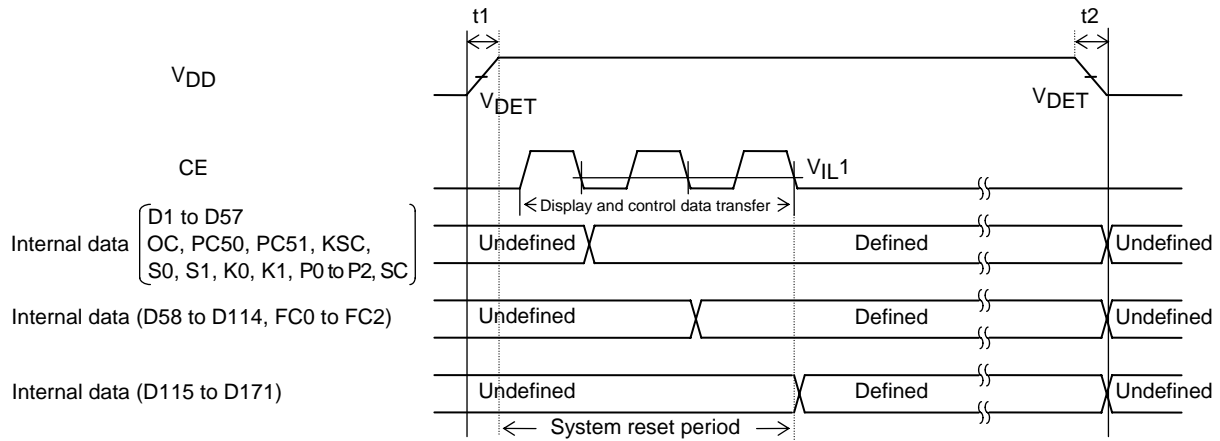 t1
t2
VDD
VDET
VDET
CE
VIL1
Display and control data transfer
Internal data
D1 to D57
OC, PC50, PC51, KSC,
S0, S1, K0, K1, P0 to P2, SC
Undefined
Defined
Undefined
Internal data (D58 to D114, FC0 to FC2)
Undefined
Defined
Undefined
Internal data (D115 to D171)
Undefined
Defined
Undefined
System reset period